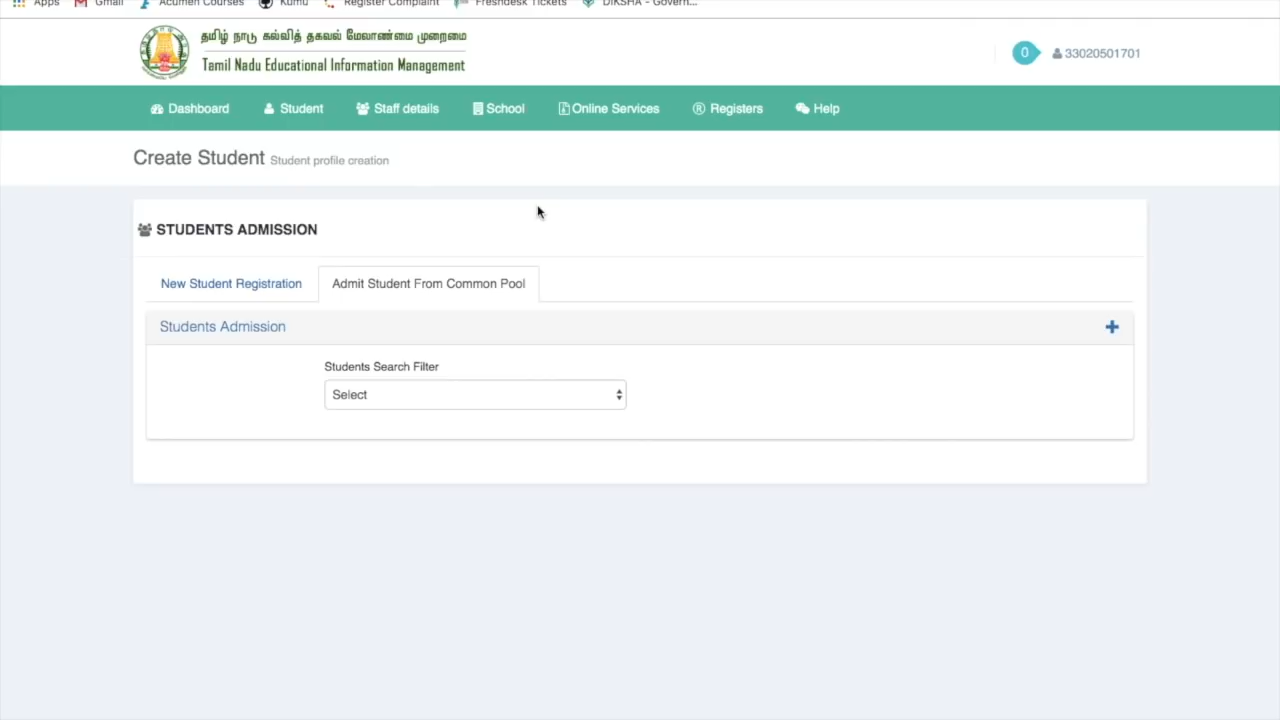 Apps Gmail Acumen Courses Kumu Register Complaint Freshdesk Tickets DIKSHA - Govern...
தமிழ் நாடு கல்வித் தகவல் மேலாண்மை முறைமை
Tamil Nadu Educational Information Management
0 33020501701
Dashboard Student Staff details School Online Services Registers Help
Create Student Student profile creation
STUDENTS ADMISSION
New Student Registration Admit Student From Common Pool
Students Admission
Students Search Filter
Select